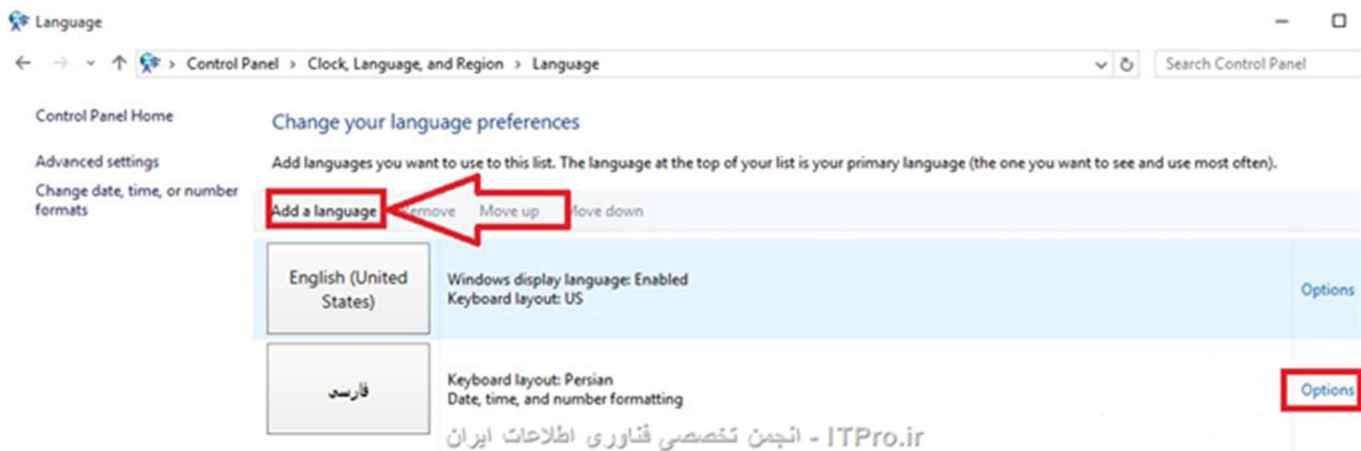 Language
Control Panel > Clock, Language, and Region > Language
Search Control Panel
Control Panel Home
Advanced settings
Change date, time, or number
formats
Change your language preferences
Add languages you want to use to this list. The language at the top of your list is your primary language (the one you want to see and use most often).
Add a language emove Move up Move down
English (United
States)
Windows display language: Enabled
Keyboard layout: US
Options
فارسی
Keyboard layout: Persian
Date, time, and number formatting
Options
ITPro.ir - انجمن تخصصی فناوری اطلاعات ایران